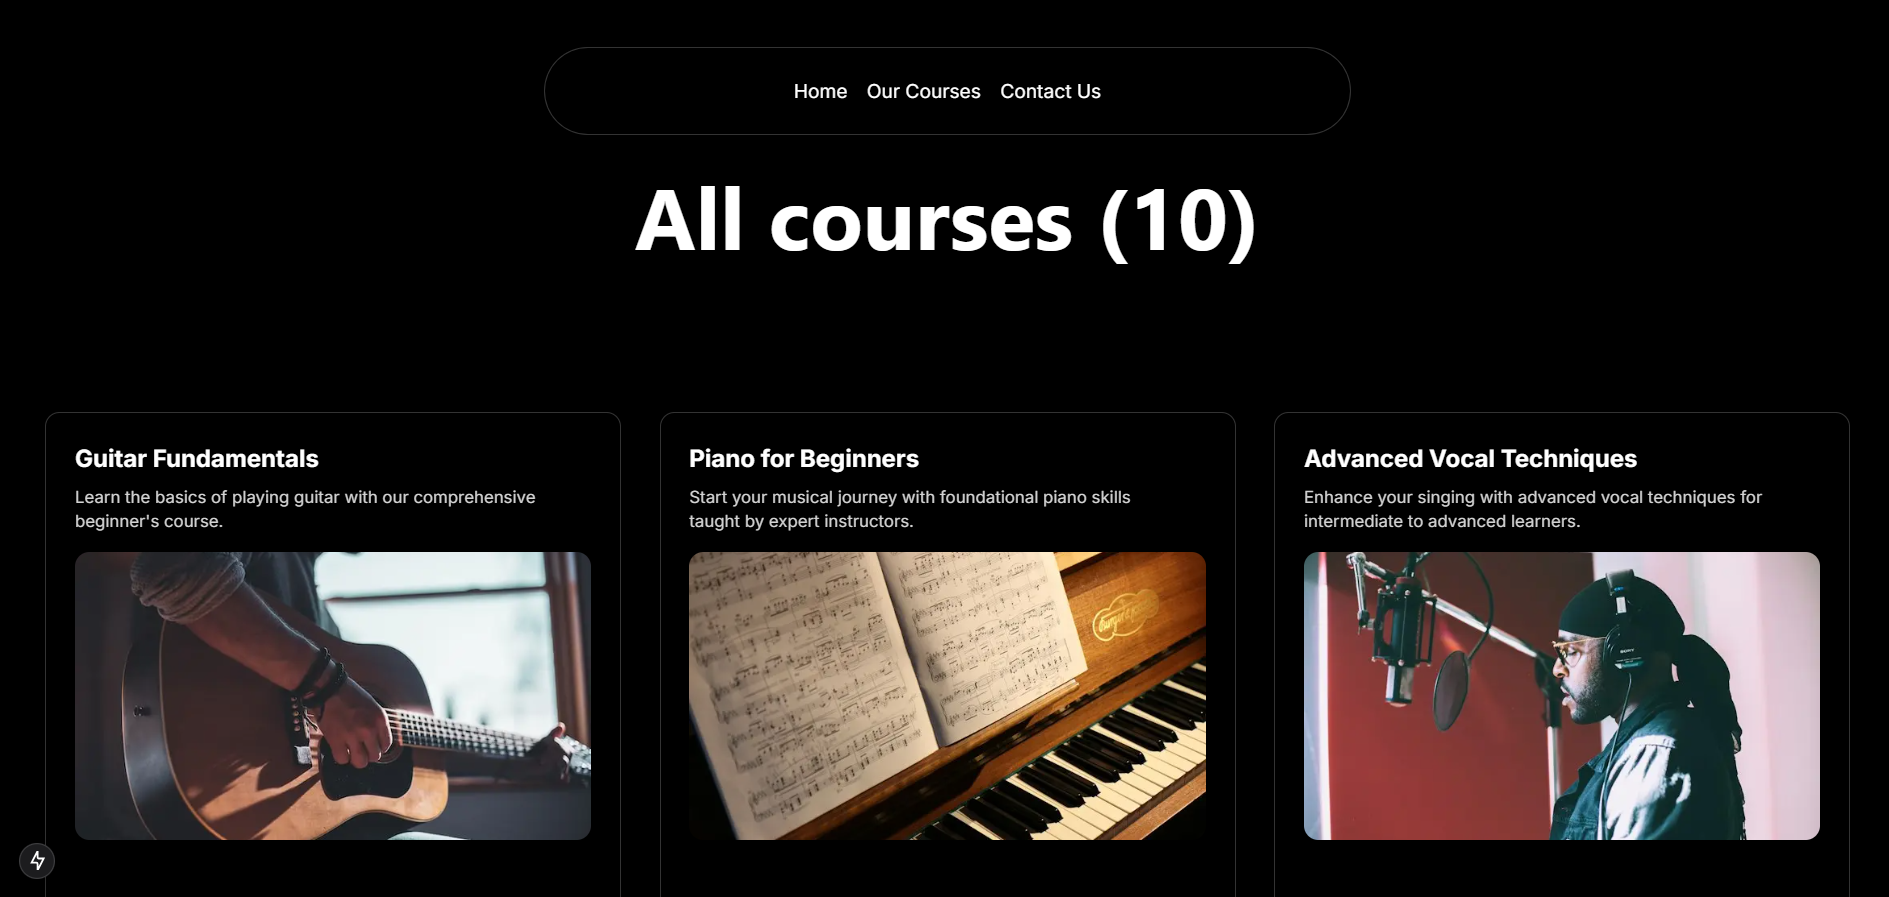 Home Our Courses Contact Us
All courses (10)
Guitar Fundamentals
Learn the basics of playing guitar with our comprehensive
beginner's course.
Piano for Beginners
Start your musical journey with foundational piano skills
taught by expert instructors.
Advanced Vocal Techniques
Enhance your singing with advanced vocal techniques for
intermediate to advanced learners.
SONY